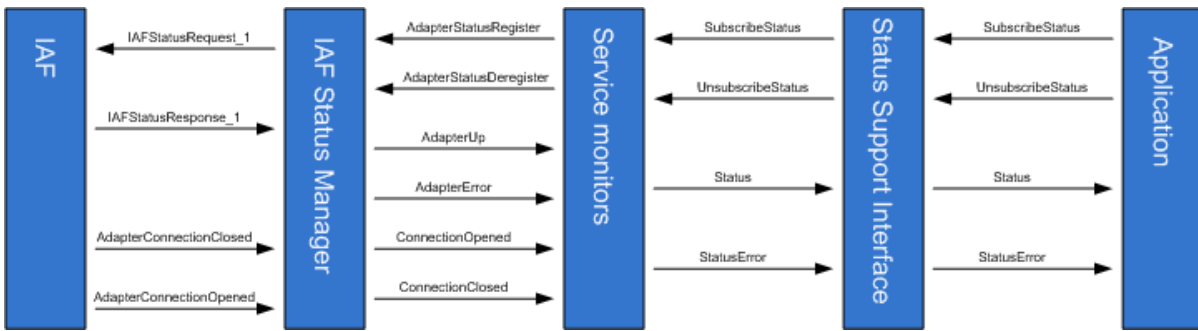 IAF
IAFStatusRequest_1
IAFStatusResponse_1
AdapterConnectionClosed
AdapterConnectionOpened
IAF Status Manager
AdapterStatusRegister
AdapterStatusDeregister
AdapterUp
AdapterError
ConnectionOpened
ConnectionClosed
Service monitors
SubscribeStatus
UnsubscribeStatus
Status
StatusError
Status Support Interface
SubscribeStatus
UnsubscribeStatus
Status
StatusError
Application